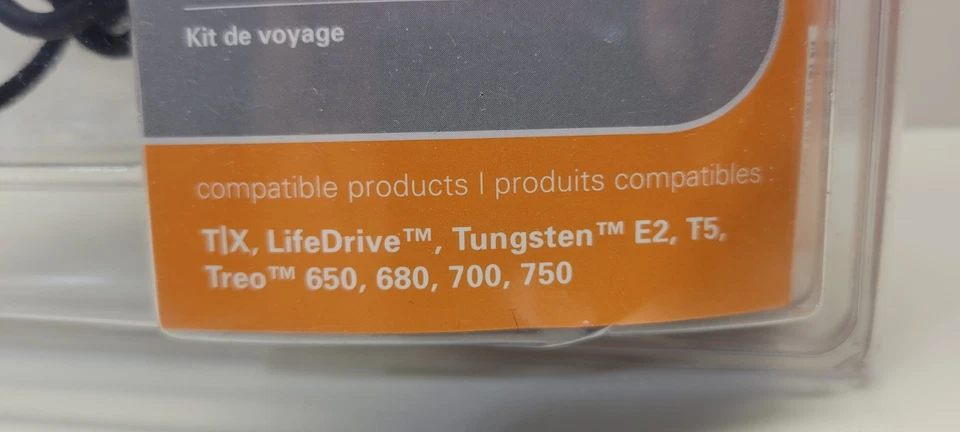 Kit de voyage
compatible products | produits compatibles :
T|X, LifeDrive™, Tungsten™ E2, T5,
Treo™ 650, 680, 700, 750